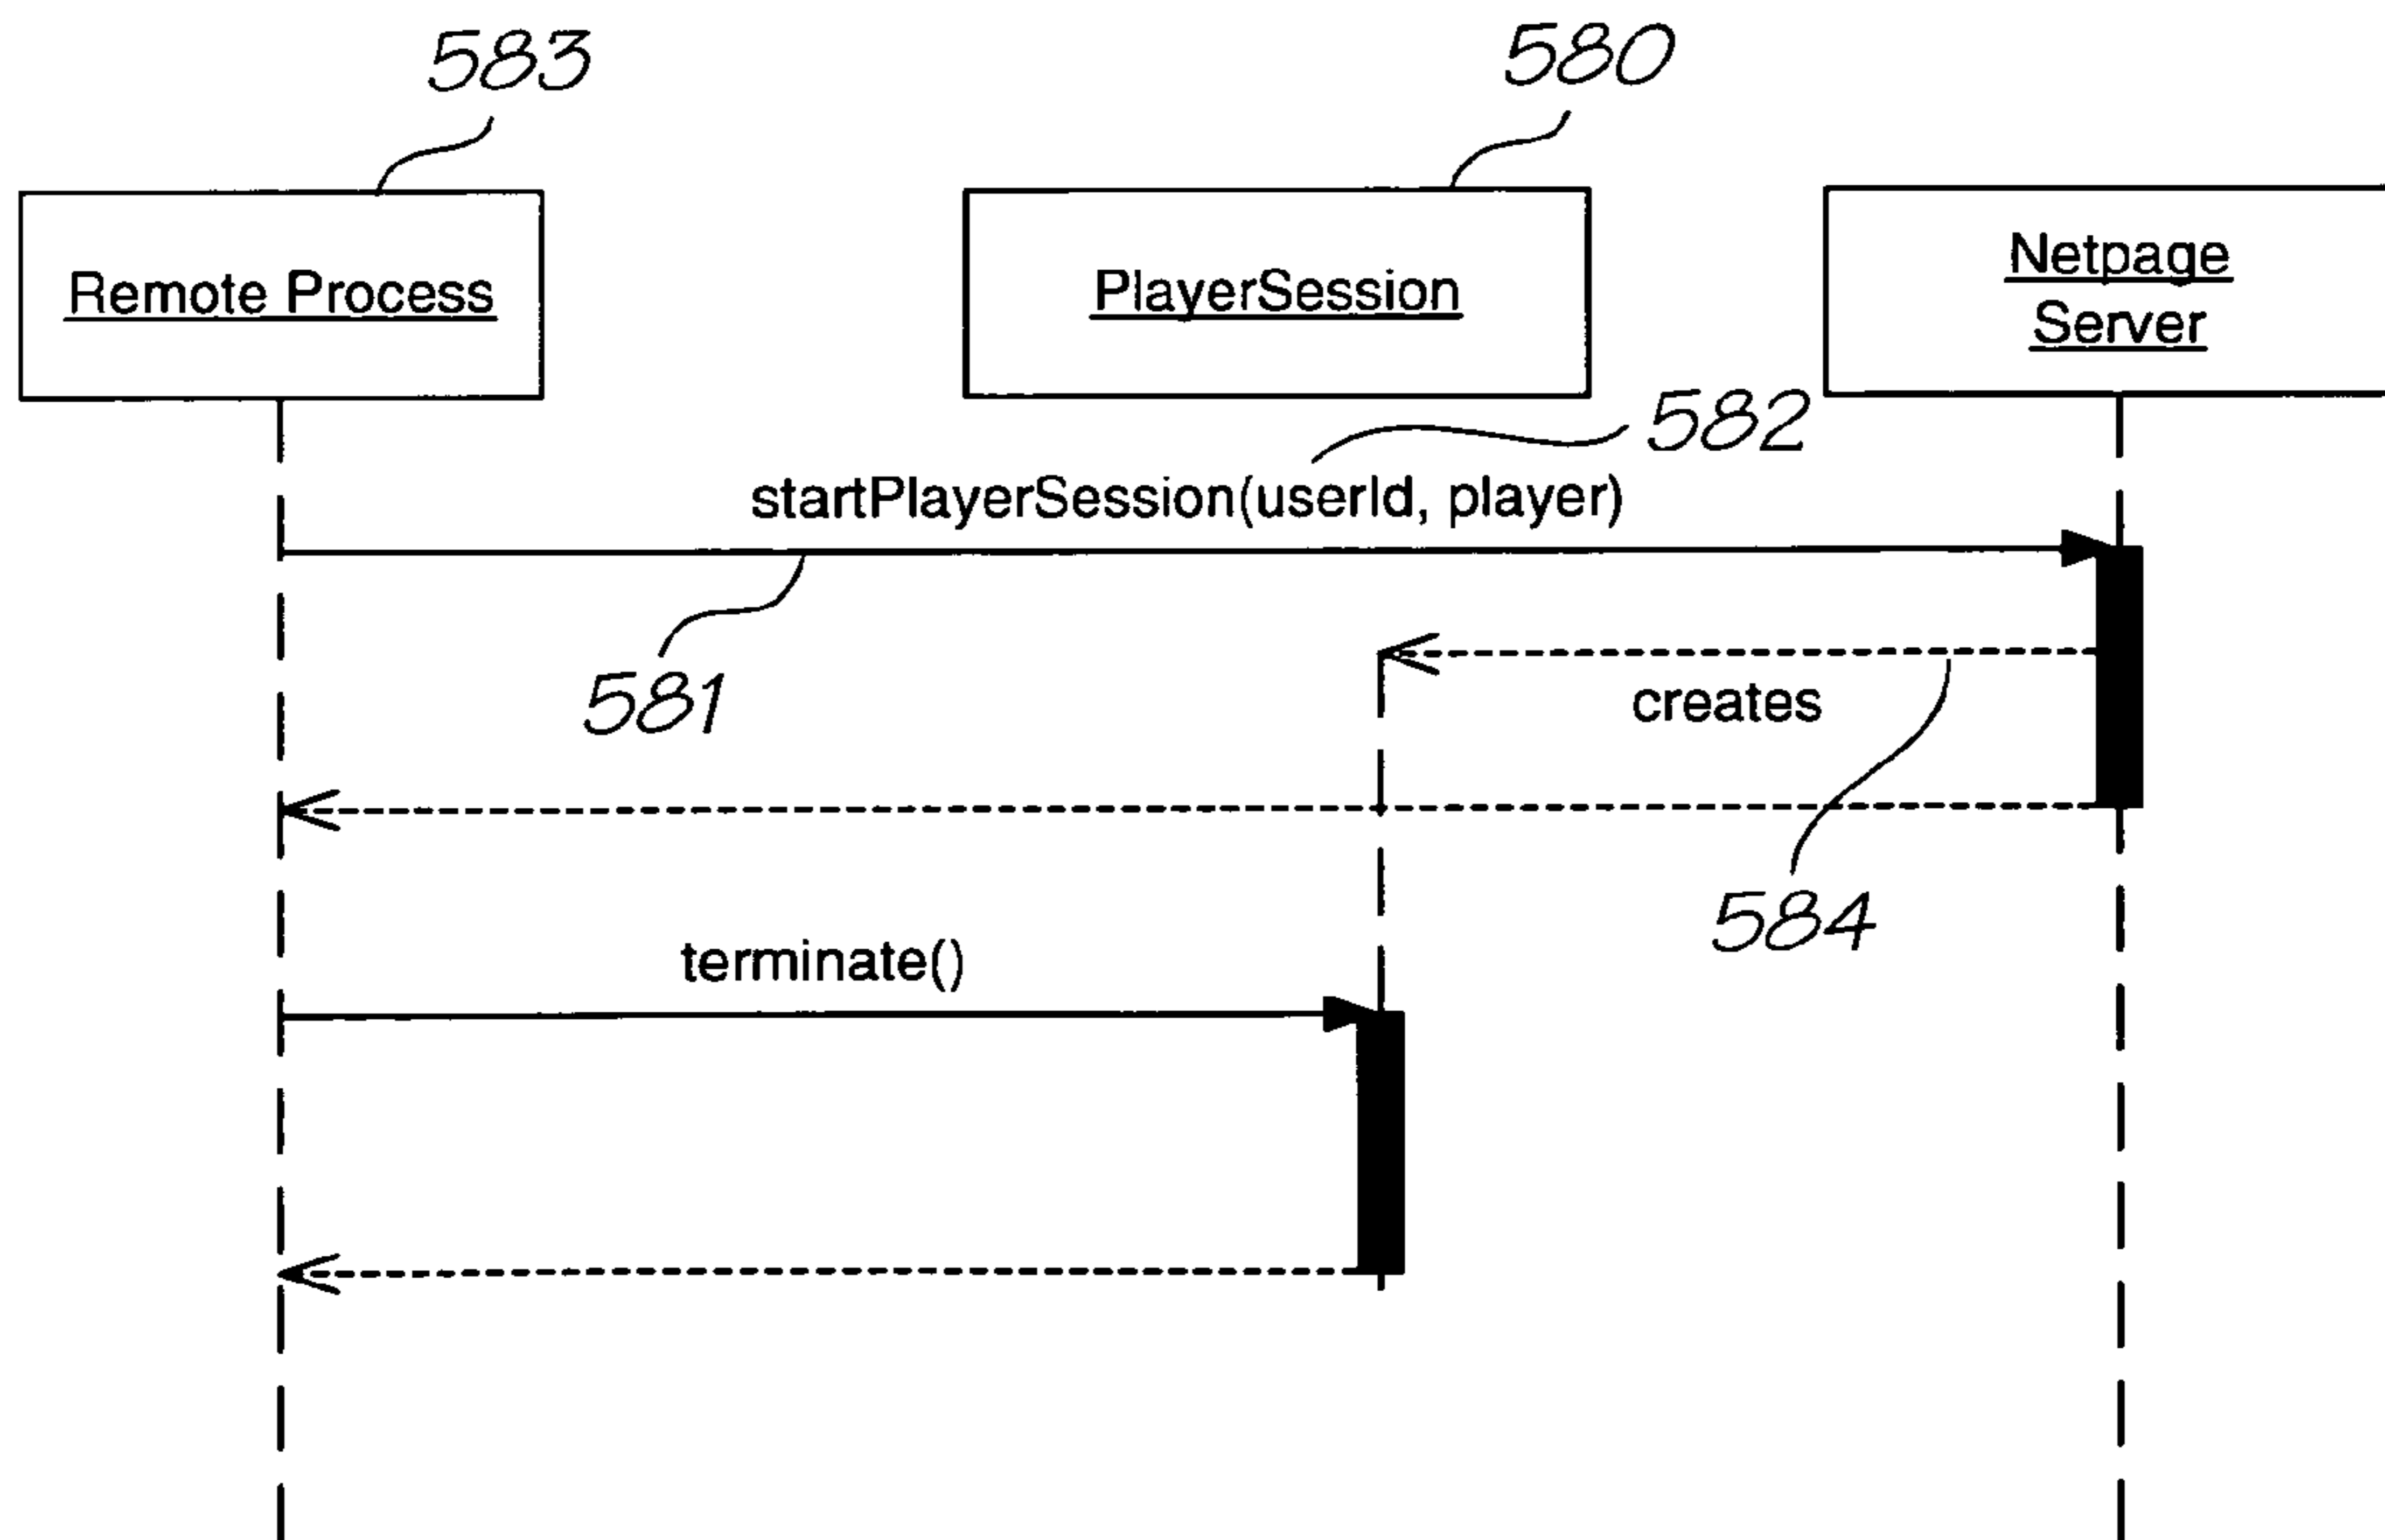 583
580
Remote Process
PlayerSession
Netpage
Server
582
startPlayerSession(userId, player)
581
creates
584
terminate()